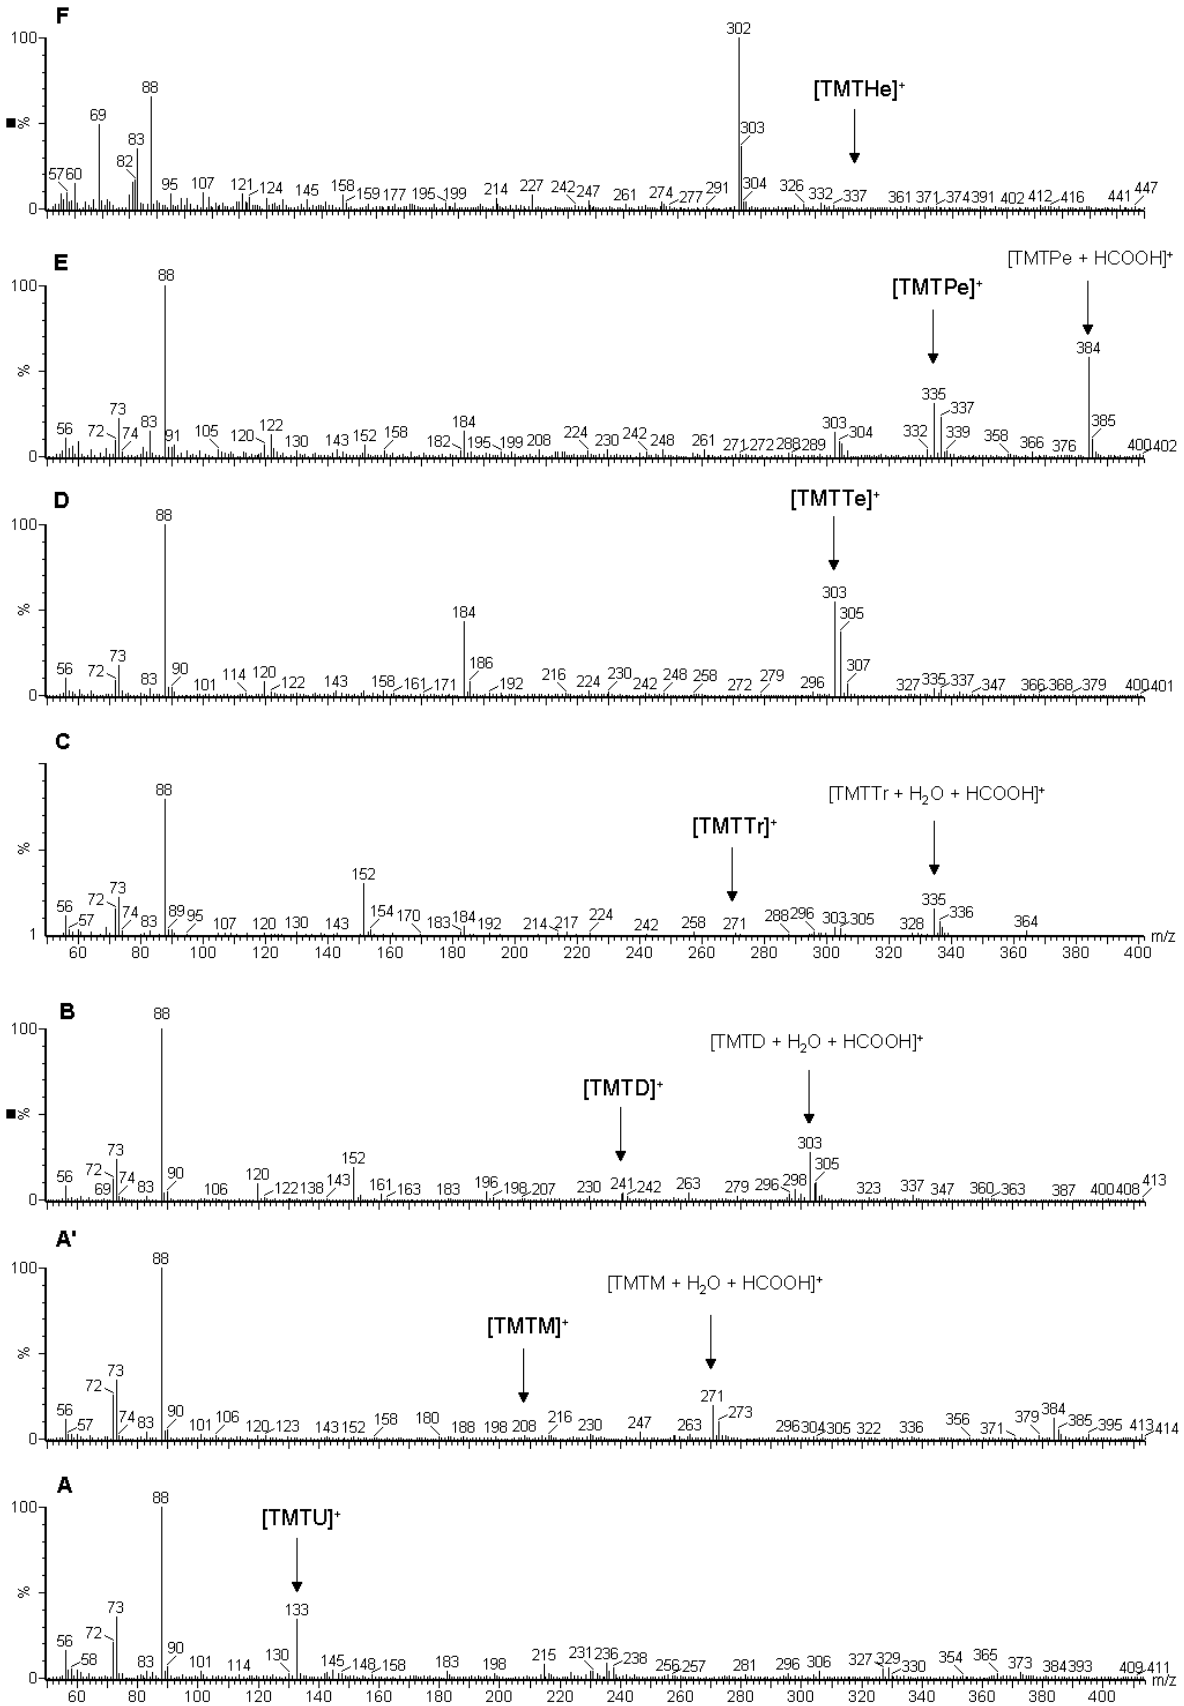 F
100
%
0
57 60 69 82 83 88 95 107 121 124 145 158 159 177 195 199 214 227 242 247 261 274 277 291 302 303 304 326 332 337 361 371 374 391 402 412 416 441 447
[TMTHe]+
E
100
%
0
56 72 73 74 83 88 91 105 120 122 130 143 152 158 182 184 195 199 208 224 230 242 248 261 271 272 288 289 303 304 332 335 337 339 358 366 376 384 385 400 402
[TMTPe]+
[TMTPe + HCOOH]+
D
100
%
0
56 72 73 83 88 90 101 114 120 122 143 158 161 171 184 186 192 216 224 230 242 248 258 272 279 296 303 305 307 327 335 337 347 366 368 379 400 401
[TMTTe]+
C
%
1
56 57 72 73 74 83 88 89 95 107 120 130 143 152 154 170 183 184 192 214 217 224 242 258 271 288 296 303 305 328 335 336 364
[TMTTr]+
[TMTTr + H2O + HCOOH]+
60 80 100 120 140 160 180 200 220 240 260 280 300 320 340 360 380 400 m/z
B
100
%
0
56 69 72 73 74 83 88 90 106 120 122 138 143 152 161 163 183 196 198 207 230 241 242 263 279 296 298 303 305 323 337 347 360 363 387 400 408 413
[TMTD]+
[TMTD + H2O + HCOOH]+
A'
100
%
0
56 57 72 73 74 83 88 90 101 106 120 123 143 152 158 180 188 198 208 216 230 247 263 271 273 296 304 305 322 336 356 371 379 384 385 395 413 414
[TMTM]+
[TMTM + H2O + HCOOH]+
A
100
%
0
56 58 72 73 83 88 90 101 114 130 133 145 148 158 183 198 215 231 236 238 256 257 281 296 306 327 329 330 354 365 373 384 393 409 411
[TMTU]+
60 80 100 120 140 160 180 200 220 240 260 280 300 320 340 360 380 400 m/z